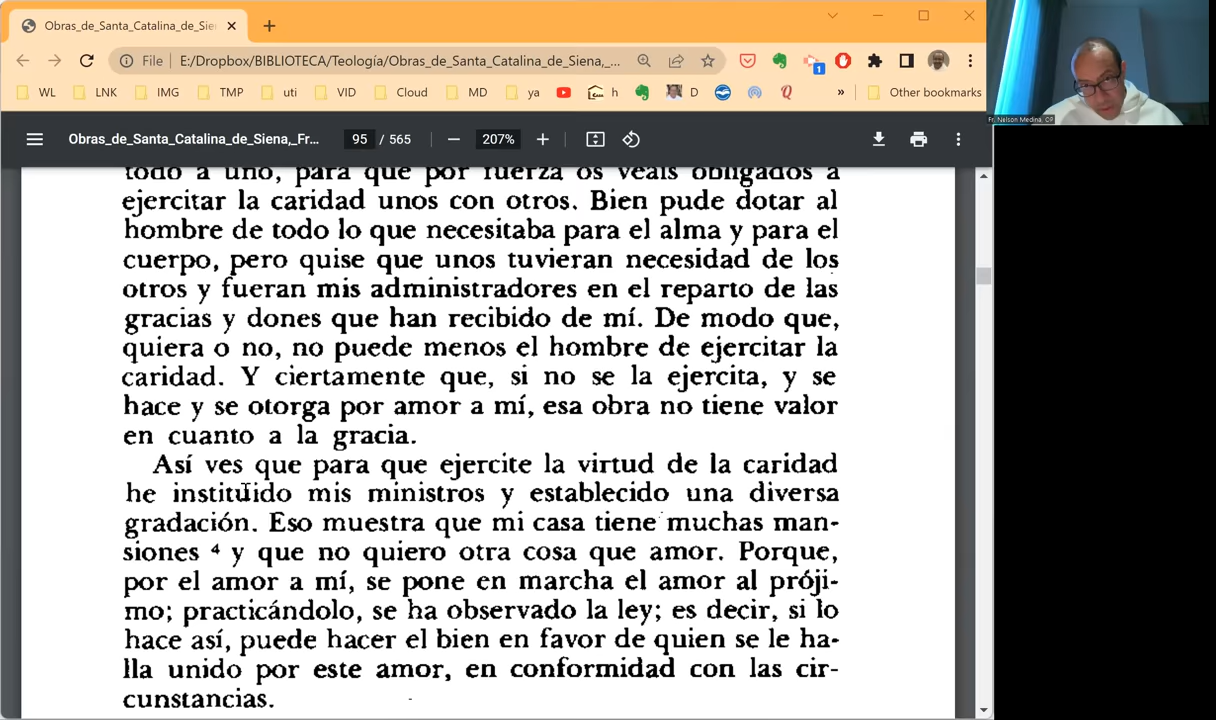 Obras_de_Santa_Catalina_de_Sie
File
E:/Dropbox/BIBLIOTECA/Teología/Obras_de_Santa_Catalina_de_Siena,_...
1
WL
LNK
IMG
TMP
uti
VID
Cloud
MD
ya
h
D
»
Other bookmarks
Fr. Nelson Medina, OP
Obras_de_Santa_Catalina_de_Siena,_Fr...
95 / 565
207%
todo a uno, para que por fuerza os veáis obligados a
ejercitar la caridad unos con otros. Bien pude dotar al
hombre de todo lo que necesitaba para el alma y para el
cuerpo, pero quise que unos tuvieran necesidad de los
otros y fueran mis administradores en el reparto de las
gracias y dones que han recibido de mí. De modo que,
quiera o no, no puede menos el hombre de ejercitar la
caridad. Y ciertamente que, si no se la ejercita, y se
hace y se otorga por amor a mí, esa obra no tiene valor
en cuanto a la gracia.
Así ves que para que ejercite la virtud de la caridad
he instituido mis ministros y establecido una diversa
gradación. Eso muestra que mi casa tiene muchas man-
siones 4 y que no quiero otra cosa que amor. Porque,
por el amor a mí, se pone en marcha el amor al próji-
mo; practicándolo, se ha observado la ley; es decir, si lo
hace así, puede hacer el bien en favor de quien se le ha-
lla unido por este amor, en conformidad con las cir-
cunstancias.